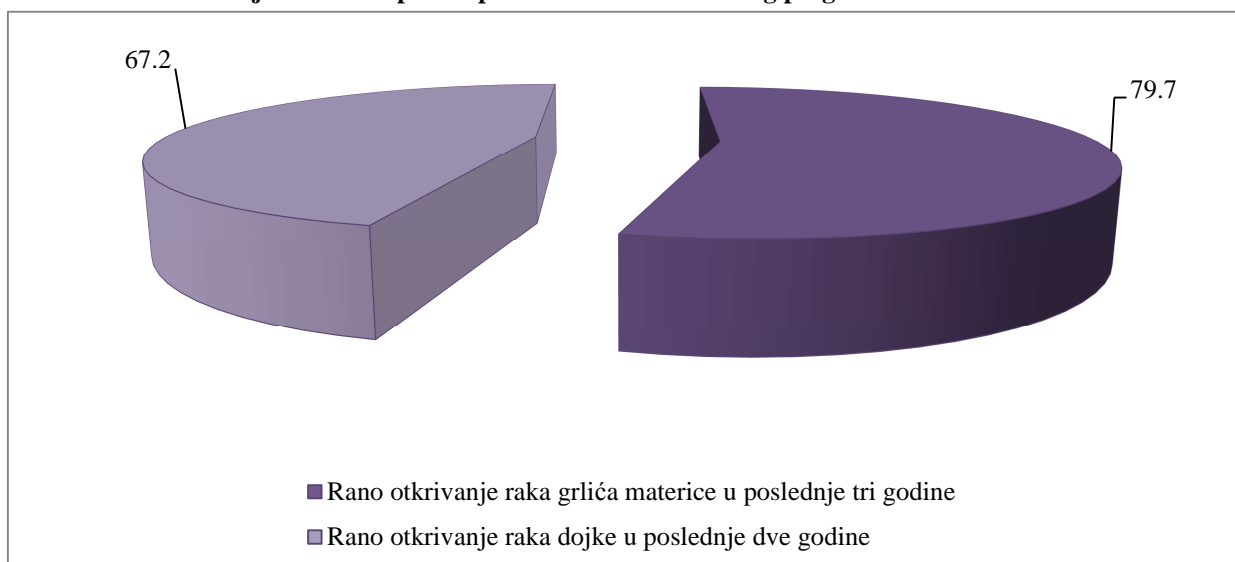 67.2
79.7
Rano otkrivanje raka grlića materice u poslednje tri godine
Rano otkrivanje raka dojke u poslednje dve godine